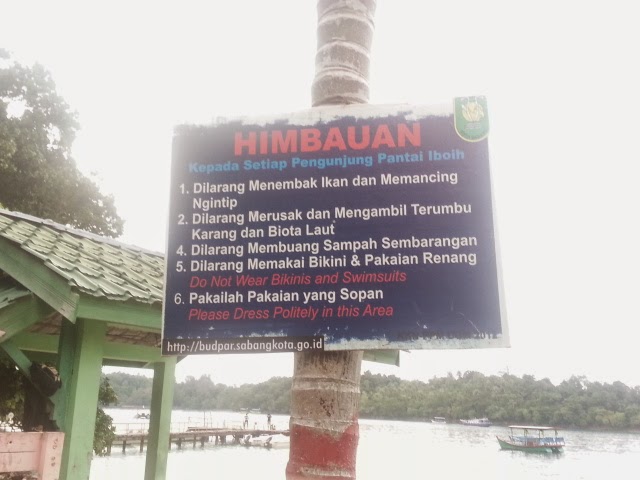 HIMBAUAN
Kepada Setiap Pengunjung Pantai Iboih
1. Dilarang Menembak Ikan dan Memancing
Ngintip
2. Dilarang Merusak dan Mengambil Terumbu
Karang dan Biota Laut
4. Dilarang Membuang Sampah Sembarangan
5. Dilarang Memakai Bikini & Pakaian Renang
Do Not Wear Bikinis and Swimsuits
6. Pakailah Pakaian yang Sopan
Please Dress Politely in this Area
http://budpar.sabangkota.go.id